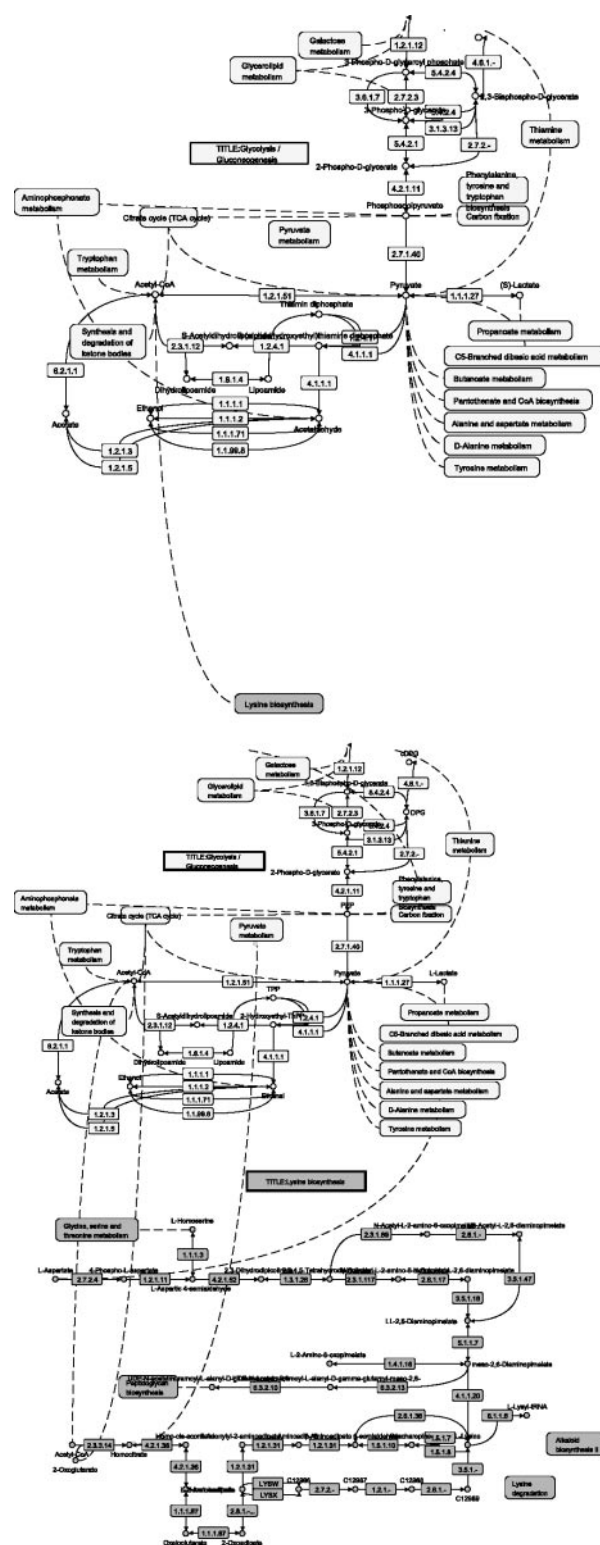 Galactose
metabolism
1.2.1.12
4.6.1.-
Glycerolipid
metabolism
5.4.2.4
3.6.1.7
2.7.2.3
3.1.3.13
Thiamine
metabolism
TITLE:Glycolysis /
Gluconeogenesis
5.4.2.1
2.7.2.-
2-Phospho-D-glycerate
4.2.1.11
Phenylalanine,
tyrosine and
tryptophan
biosynthesis
Carbon fixation
Aminophosphonate
metabolism
Phosphoenolpyruvate
Citrate cycle (TCA cycle)
Pyruvate
metabolism
2.7.1.40
Tryptophan
metabolism
Acetyl-CoA
1.2.1.51
Pyruvate
1.1.1.27
(S)-Lactate
Thiamin diphosphate
Synthesis and
degradation of
ketone bodies
2.3.1.12
1.2.4.1
4.1.1.1
Propanoate metabolism
C5-Branched dibasic acid metabolism
6.2.1.1
1.8.1.4
Dihydrolipoamide
Lipoamide
4.1.1.1
Butanoate metabolism
Pantothenate and CoA biosynthesis
Ethanol
1.1.1.1
1.1.1.2
Acetate
1.1.1.71
Acetaldehyde
Alanine and aspartate metabolism
1.2.1.3
1.1.99.8
D-Alanine metabolism
1.2.1.5
Tyrosine metabolism
Lysine biosynthesis
Galactose
metabolism
1.2.1.12
4.6.1.-
Glycerolipid
metabolism
5.4.2.4
3.6.1.7
2.7.2.3
DPG
3.1.3.13
Thiamine
metabolism
TITLE:Glycolysis /
Gluconeogenesis
5.4.2.1
2.7.2.-
2-Phospho-D-glycerate
4.2.1.11
Phenylalanine,
tyrosine and
tryptophan
biosynthesis
Carbon fixation
Aminophosphonate
metabolism
PEP
Citrate cycle (TCA cycle)
Pyruvate
metabolism
2.7.1.40
Tryptophan
metabolism
Acetyl-CoA
1.2.1.51
Pyruvate
1.1.1.27
L-Lactate
TPP
Synthesis and
degradation of
ketone bodies
S-Acetyldihydrolipoamide
2.3.1.12
1.2.4.1
1.2.4.1
4.1.1.1
Propanoate metabolism
C5-Branched dibasic acid metabolism
6.2.1.1
1.8.1.4
Dihydrolipoamide
Lipoamide
4.1.1.1
Butanoate metabolism
Pantothenate and CoA biosynthesis
Ethanol
1.1.1.1
1.1.1.2
Acetate
1.1.1.71
Ethanal
Alanine and aspartate metabolism
1.2.1.3
1.1.99.8
D-Alanine metabolism
1.2.1.5
Tyrosine metabolism
TITLE:Lysine biosynthesis
Glycine, serine and
threonine metabolism
L-Homoserine
1.1.1.3
2.3.1.89
2.6.1.-
L-Aspartate
4-Phospho-L-aspartate
2.7.2.4
1.2.1.11
4.2.1.52
1.3.1.26
2.3.1.117
2.6.1.17
3.5.1.47
L-Aspartic 4-semialdehyde
3.5.1.18
LL-2,6-Diaminopimelate
5.1.1.7
L-2-Amino-6-oxopimelate
1.4.1.16
meso-2,6-Diaminopimelate
Peptidoglycan
biosynthesis
6.3.2.10
6.3.2.13
4.1.1.20
L-Lysyl-tRNA
2.6.1.36
6.1.1.6
Alkaloid
biosynthesis II
2.3.3.14
4.2.1.36
1.2.1.31
1.2.1.31
1.5.1.10
1.5.1.7
1.5.1.8
Acetyl-CoA
Homocitrate
2-Oxoglutarate
4.2.1.36
1.2.1.31
3.5.1.-
Lysine
degradation
LYSW
LYSX
2.7.2.-
C12987
1.2.1.-
C12988
2.6.1.-
C12989
1.1.1.87
2.6.1.-
1.1.1.87
Oxaloglutarate
2-Oxoadipate